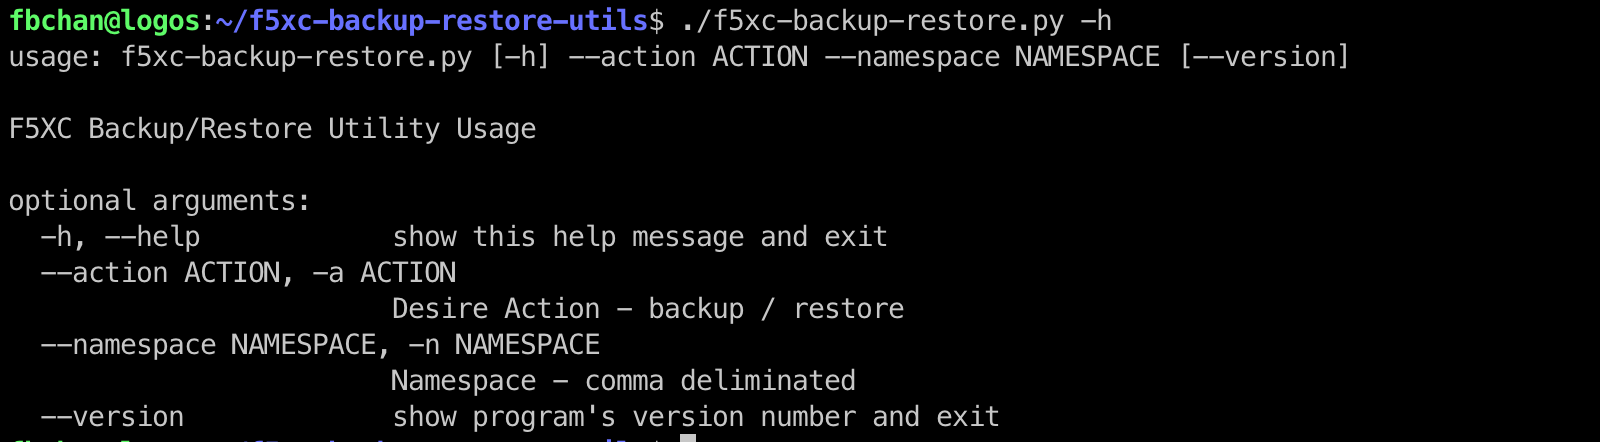 fbchan@logos:~/f5xc-backup-restore-utils$ ./f5xc-backup-restore.py -h
usage: f5xc-backup-restore.py [-h] --action ACTION --namespace NAMESPACE [--version]
F5XC Backup/Restore Utility Usage
optional arguments:
-h, --help show this help message and exit
--action ACTION, -a ACTION
Desire Action - backup / restore
--namespace NAMESPACE, -n NAMESPACE
Namespace - comma deliminated
--version show program's version number and exit